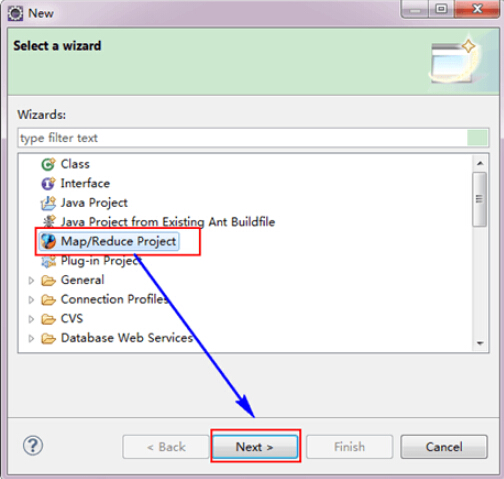 New
Select a wizard
Wizards:
type filter text
Class
Interface
Java Project
Java Project from Existing Ant Buildfile
Map/Reduce Project
Plug-in Project
General
Connection Profiles
CVS
Database Web Services
?
< Back
Next >
Finish
Cancel